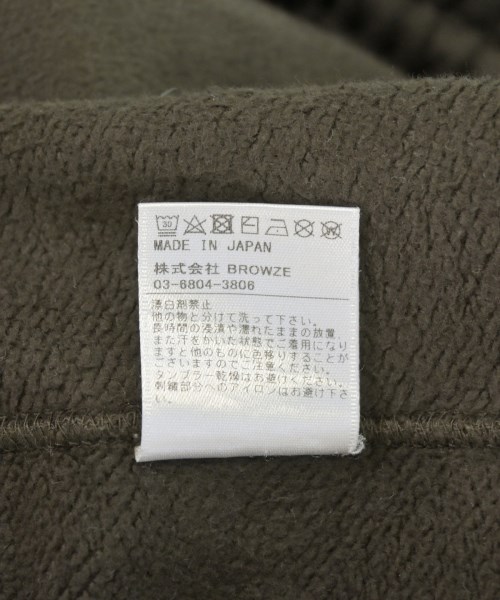 30
MADE IN JAPAN
株式会社 BROWZE
03-6804-3806
漂白剤禁止
他の物と分けて洗って下さい。
長時間の浸漬や濡れたままの放置
また汗をかいた状態でご着用になり
ますと他のものに色移りすることが
ございますのでご注意ください。
タンブラー乾燥はお避けください。
刺繍部分へのアイロンはお避け下さ
い。